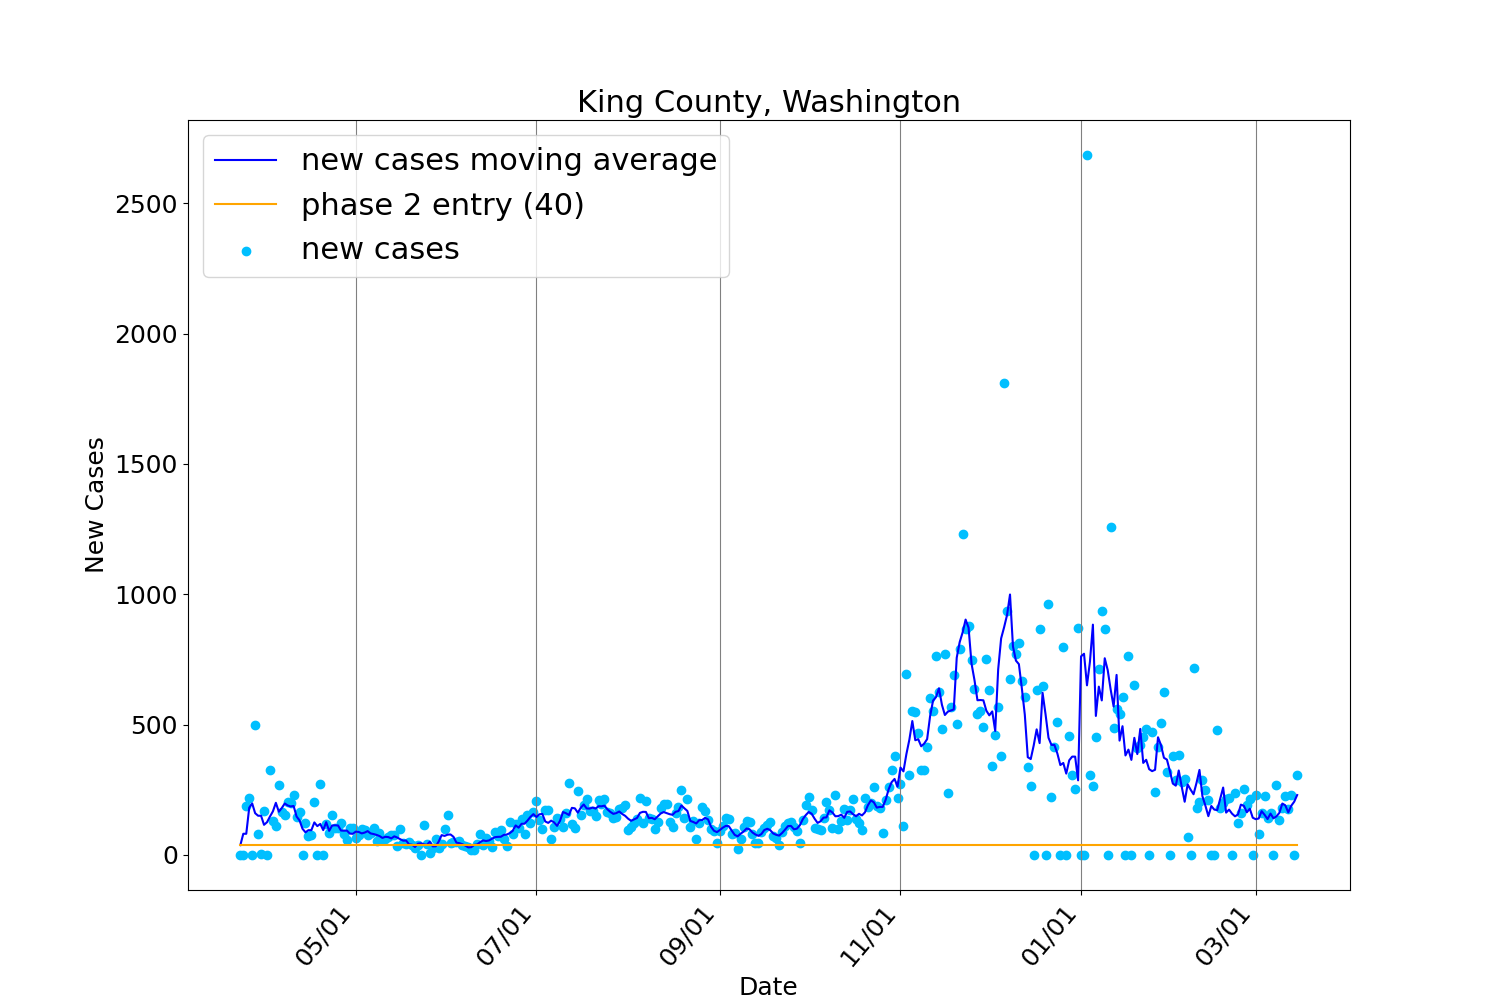 King County, Washington
new cases moving average
phase 2 entry (40)
new cases
2500
2000
1500
1000
500
0
New Cases
05/01
07/01
09/01
11/01
01/01
03/01
Date